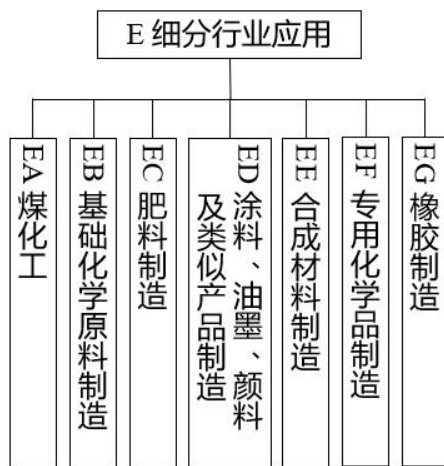 E 细分行业应用
EA 煤化工
EB 基础化学原料制造
EC 肥料制造
ED 涂料、油墨、颜料
及类似产品制造
EE 合成材料制造
EF 专用化学品制造
EG 橡胶制造